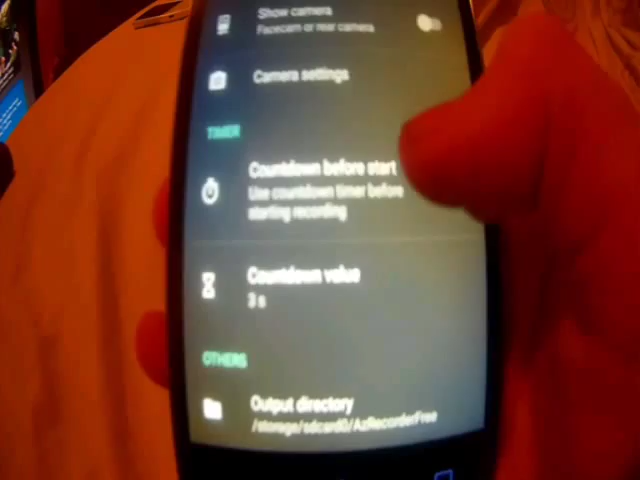 Show camera
Facecam or rear camera
Camera settings
TIMER
Countdown before start
Use countdown timer before
starting recording
Countdown value
3 s
OTHERS
Output directory
/storage/sdcard0/AzRecorderFree